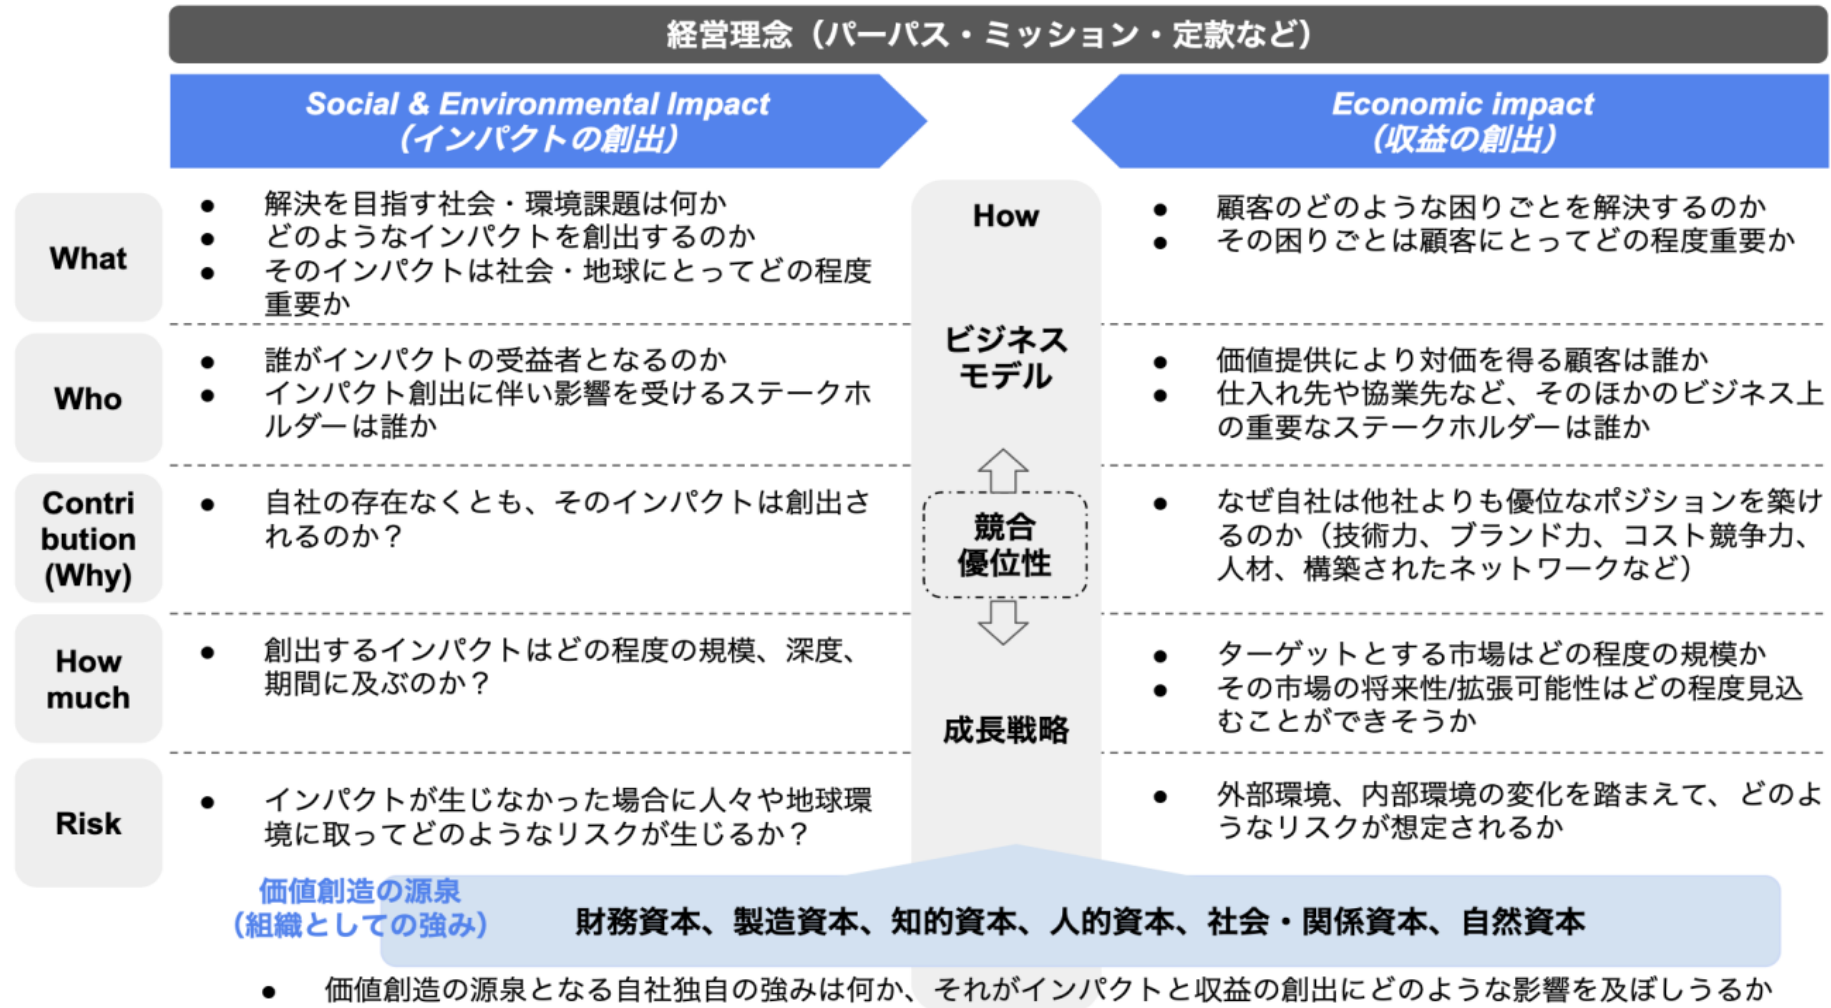 経営理念（パーパス・ミッション・定款など）
Social & Environmental Impact
（インパクトの創出）
Economic impact
（収益の創出）
What
● 解決を目指す社会・環境課題は何か
● どのようなインパクトを創出するのか
● そのインパクトは社会・地球にとってどの程度
重要か
How
● 顧客のどのような困りごとを解決するのか
● その困りごとは顧客にとってどの程度重要か
Who
● 誰がインパクトの受益者となるのか
● インパクト創出に伴い影響を受けるステークホ
ルダーは誰か
ビジネス
モデル
● 価値提供により対価を得る顧客は誰か
● 仕入れ先や協業先など、そのほかのビジネス上
の重要なステークホルダーは誰か
Contri
bution
(Why)
● 自社の存在なくとも、そのインパクトは創出さ
れるのか？
競合
優位性
● なぜ自社は他社よりも優位なポジションを築け
るのか（技術力、ブランド力、コスト競争力、
人材、構築されたネットワークなど）
How
much
● 創出するインパクトはどの程度の規模、深度、
期間に及ぶのか？
成長戦略
● ターゲットとする市場はどの程度の規模か
● その市場の将来性/拡張可能性はどの程度見込
むことができそうか
Risk
● インパクトが生じなかった場合に人々や地球環
境に取ってどのようなリスクが生じるか？
● 外部環境、内部環境の変化を踏まえて、どのよ
うなリスクが想定されるか
価値創造の源泉
（組織としての強み）
財務資本、製造資本、知的資本、人的資本、社会・関係資本、自然資本
● 価値創造の源泉となる自社独自の強みは何か、それがインパクトと収益の創出にどのような影響を及ぼしうるか